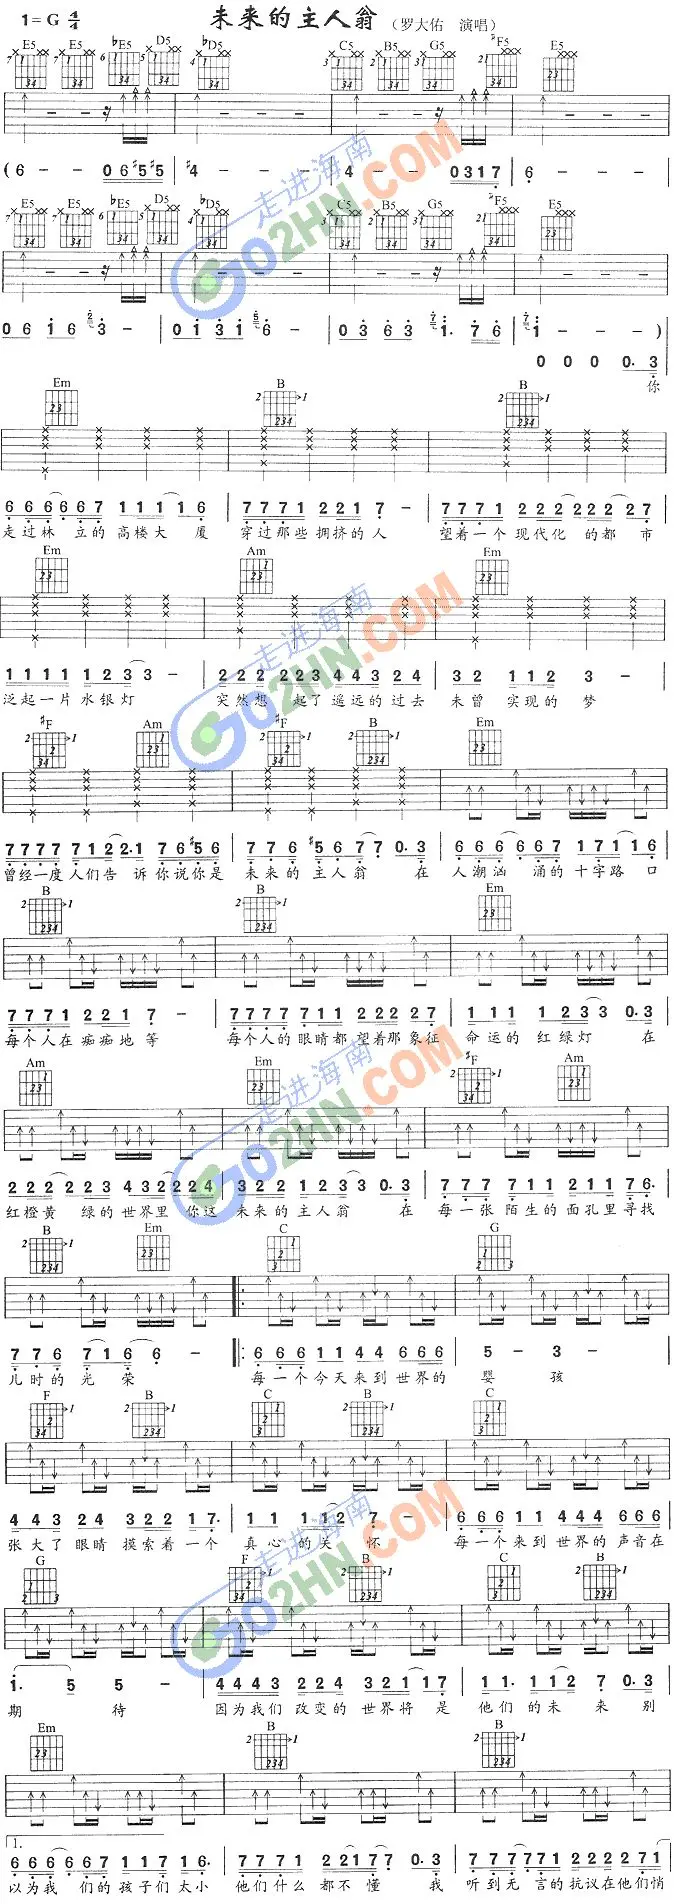 1=G 4/4 未来的主人翁 （罗大佑 演唱）
E5 E5 ♭E5 D5 ♭D5 C5 B5 G5 ♯F5 E5
(6 - - 0 6 ♯5 ♯5 | ♯4 - - - | 4 - - 0 3 1 7 | 6 - - -
E5 E5 ♭E5 D5 ♭D5 C5 B5 G5 ♯F5 E5
0 6 1 6 3 - | 0 1 3 1 6 - | 0 3 6 3 1. 7 6 | 1 - - - )
0 0 0 0. 3
你
Em B B
6 6 6 6 6 6 7 1 1 1 1 6 | 7 7 7 1 2 2 1 7 - | 7 7 7 1 2 2 2 2 2 2 2 7
走过林 立的高楼大 厦 穿过那些拥挤的人 望着一个现代化 的都 市
Em Am Em
1 1 1 1 1 2 3 3 - | 2 2 2 2 2 3 4 4 3 2 4 | 3 2 1 1 2 3 -
泛起一片水银灯 突然想 起了遥远的过去 未曾 实现的 梦
♯F Am ♯F B Em
7 7 7 7 7 1 2 2. 1 7 6 ♯5 6 | 7 7 6 ♯5 6 7 7 0. 3 | 6 6 6 6 6 6 7 1 7 1 1 6
曾经一度人们告 诉你说你是 未来的主人翁 在 人潮汹 涌的十字路 口
B B Em
7 7 7 1 2 2 1 7 - | 7 7 7 7 1 1 1 2 2 2 2 7 | 1 1 1 1 2 3 3 0. 3
每个人在痴痴地等 每个人的眼睛都望着那象征 命运的红绿灯 在
Am Em ♯F Am
2 2 2 2 2 2 4 3 2 2 2 4 | 3 2 2 1 2 3 3 0. 3 | 7 7 7 7 1 1 2 1 1 7 6.
红橙黄 绿的世界里你这 未来的主人翁 在 每一张陌生的面孔里寻找
B Em C G
7 7 6 7 1 6 6 - | 6 6 6 1 1 4 4 6 6 6 | 5 - 3 -
儿时的光荣 每一个今天来到世界的 婴 孩
F B C B C
4 4 3 4 4 3 2 2 1 7. | 1 1 1 1 2 7 - | 6 6 6 1 1 4 4 4 6 6 6
张大了眼睛摸索着一个 真心的关 怀 每一个来到世界的声音在
G F B C B
1. 5 5 - | 4 4 4 3 2 2 4 3 2 1 1 7 | 1 1. 1 1 2 7 0. 3
期 待 因为我们改变的世界将是 他们的未来 别
Em B B
1.
6 6 6 6 6 7 1 1 7 6. | 6 7 7 1 2 2 1 7 7. 6 | 7 7 7 7 7 7 1 2 2 7 1
以为我 们的孩子们太小 他们什么都不懂 我 听到无 言的抗议在他们悄
走进海南
GO2HN.COM